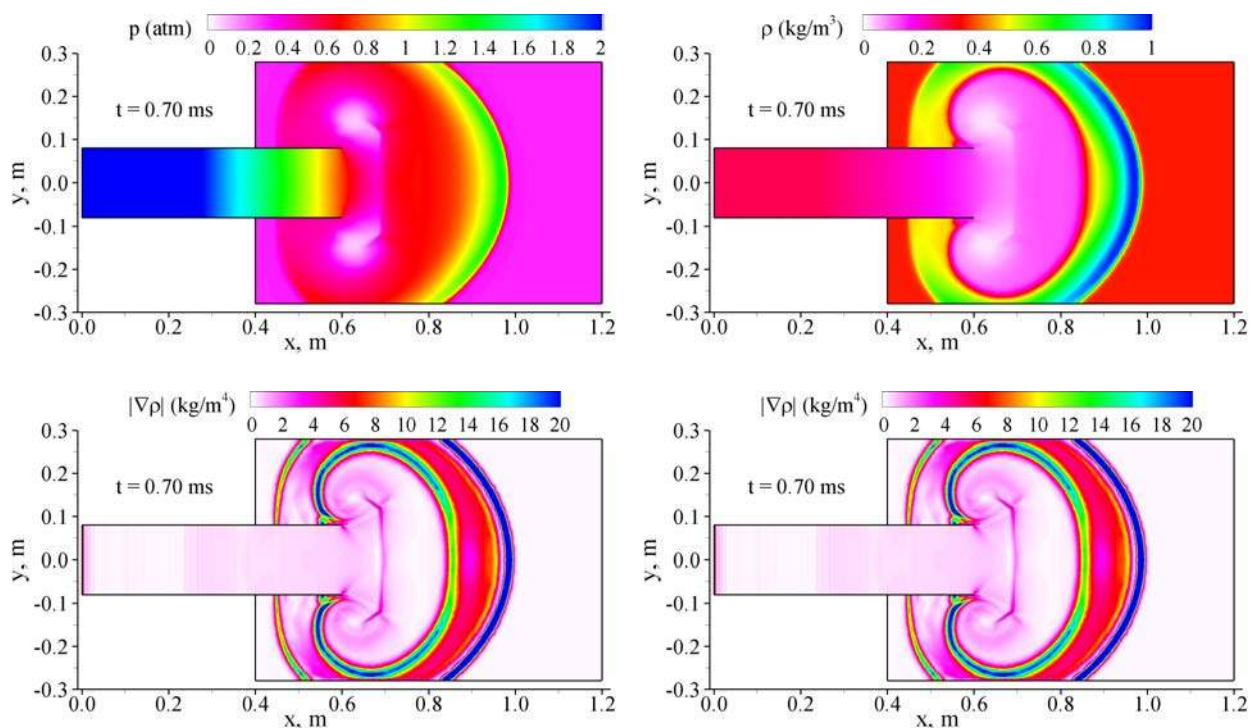 p (atm)
0 0.2 0.4 0.6 0.8 1 1.2 1.4 1.6 1.8 2
0.3
0.2
0.1
0.0
-0.1
-0.2
-0.3
y, m
t = 0.70 ms
0.0 0.2 0.4 0.6 0.8 1.0 1.2
x, m
ρ (kg/m³)
0 0.2 0.4 0.6 0.8 1
0.3
0.2
0.1
0.0
-0.1
-0.2
-0.3
y, m
t = 0.70 ms
0.0 0.2 0.4 0.6 0.8 1.0 1.2
x, m
|∇ρ| (kg/m⁴)
0 2 4 6 8 10 12 14 16 18 20
0.3
0.2
0.1
0.0
-0.1
-0.2
-0.3
y, m
t = 0.70 ms
0.0 0.2 0.4 0.6 0.8 1.0 1.2
x, m
|∇ρ| (kg/m⁴)
0 2 4 6 8 10 12 14 16 18 20
0.3
0.2
0.1
0.0
-0.1
-0.2
-0.3
y, m
t = 0.70 ms
0.0 0.2 0.4 0.6 0.8 1.0 1.2
x, m